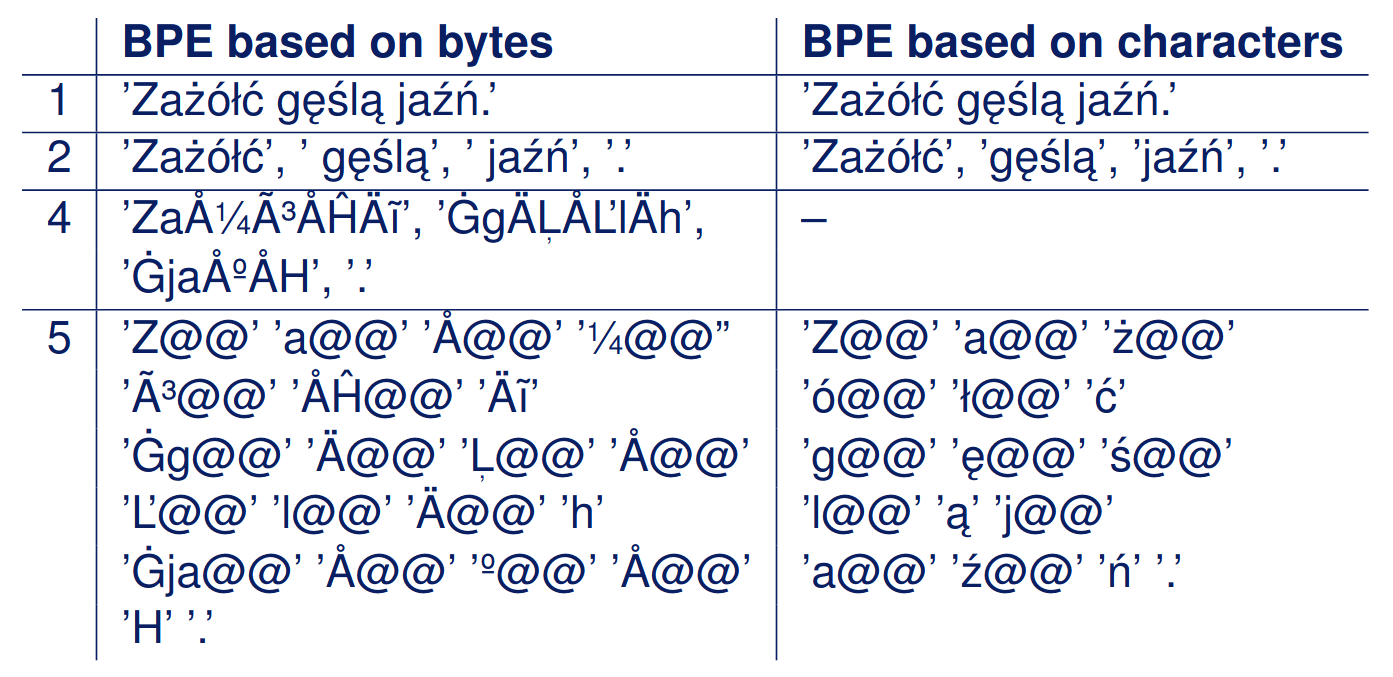 BPE based on bytes BPE based on characters
1 ’Zażółć gęślą jaźń.’ ’Zażółć gęślą jaźń.’
2 ’Zażółć’, ’ gęślą’, ’ jaźń’, ’.’ ’Zażółć’, ’gęślą’, ’jaźń’, ’.’
4 ’ZaÅ¼Ã³ÅĤÄĩ’, ’ĠgÄĻÅĽlÄħ’, –
’ĠjaÅºÅH’, ’.’
5 ’Z@@’ ’a@@’ ’Å@@’ ’¼@@” ’Z@@’ ’a@@’ ’ż@@’
’Ã³@@’ ’ÅĤ@@’ ’Äĩ’ ’ó@@’ ’ł@@’ ’ć’
’Ġg@@’ ’Ä@@’ ’Ļ@@’ ’Å@@’ ’g@@’ ’ę@@’ ’ś@@’
’Ľ@@’ ’l@@’ ’Ä@@’ ’h’ ’l@@’ ’ą’ ’j@@’
’Ġja@@’ ’Å@@’ ’º@@’ ’Å@@’ ’a@@’ ’ź@@’ ’ń’ ’.’
’H’ ’.’